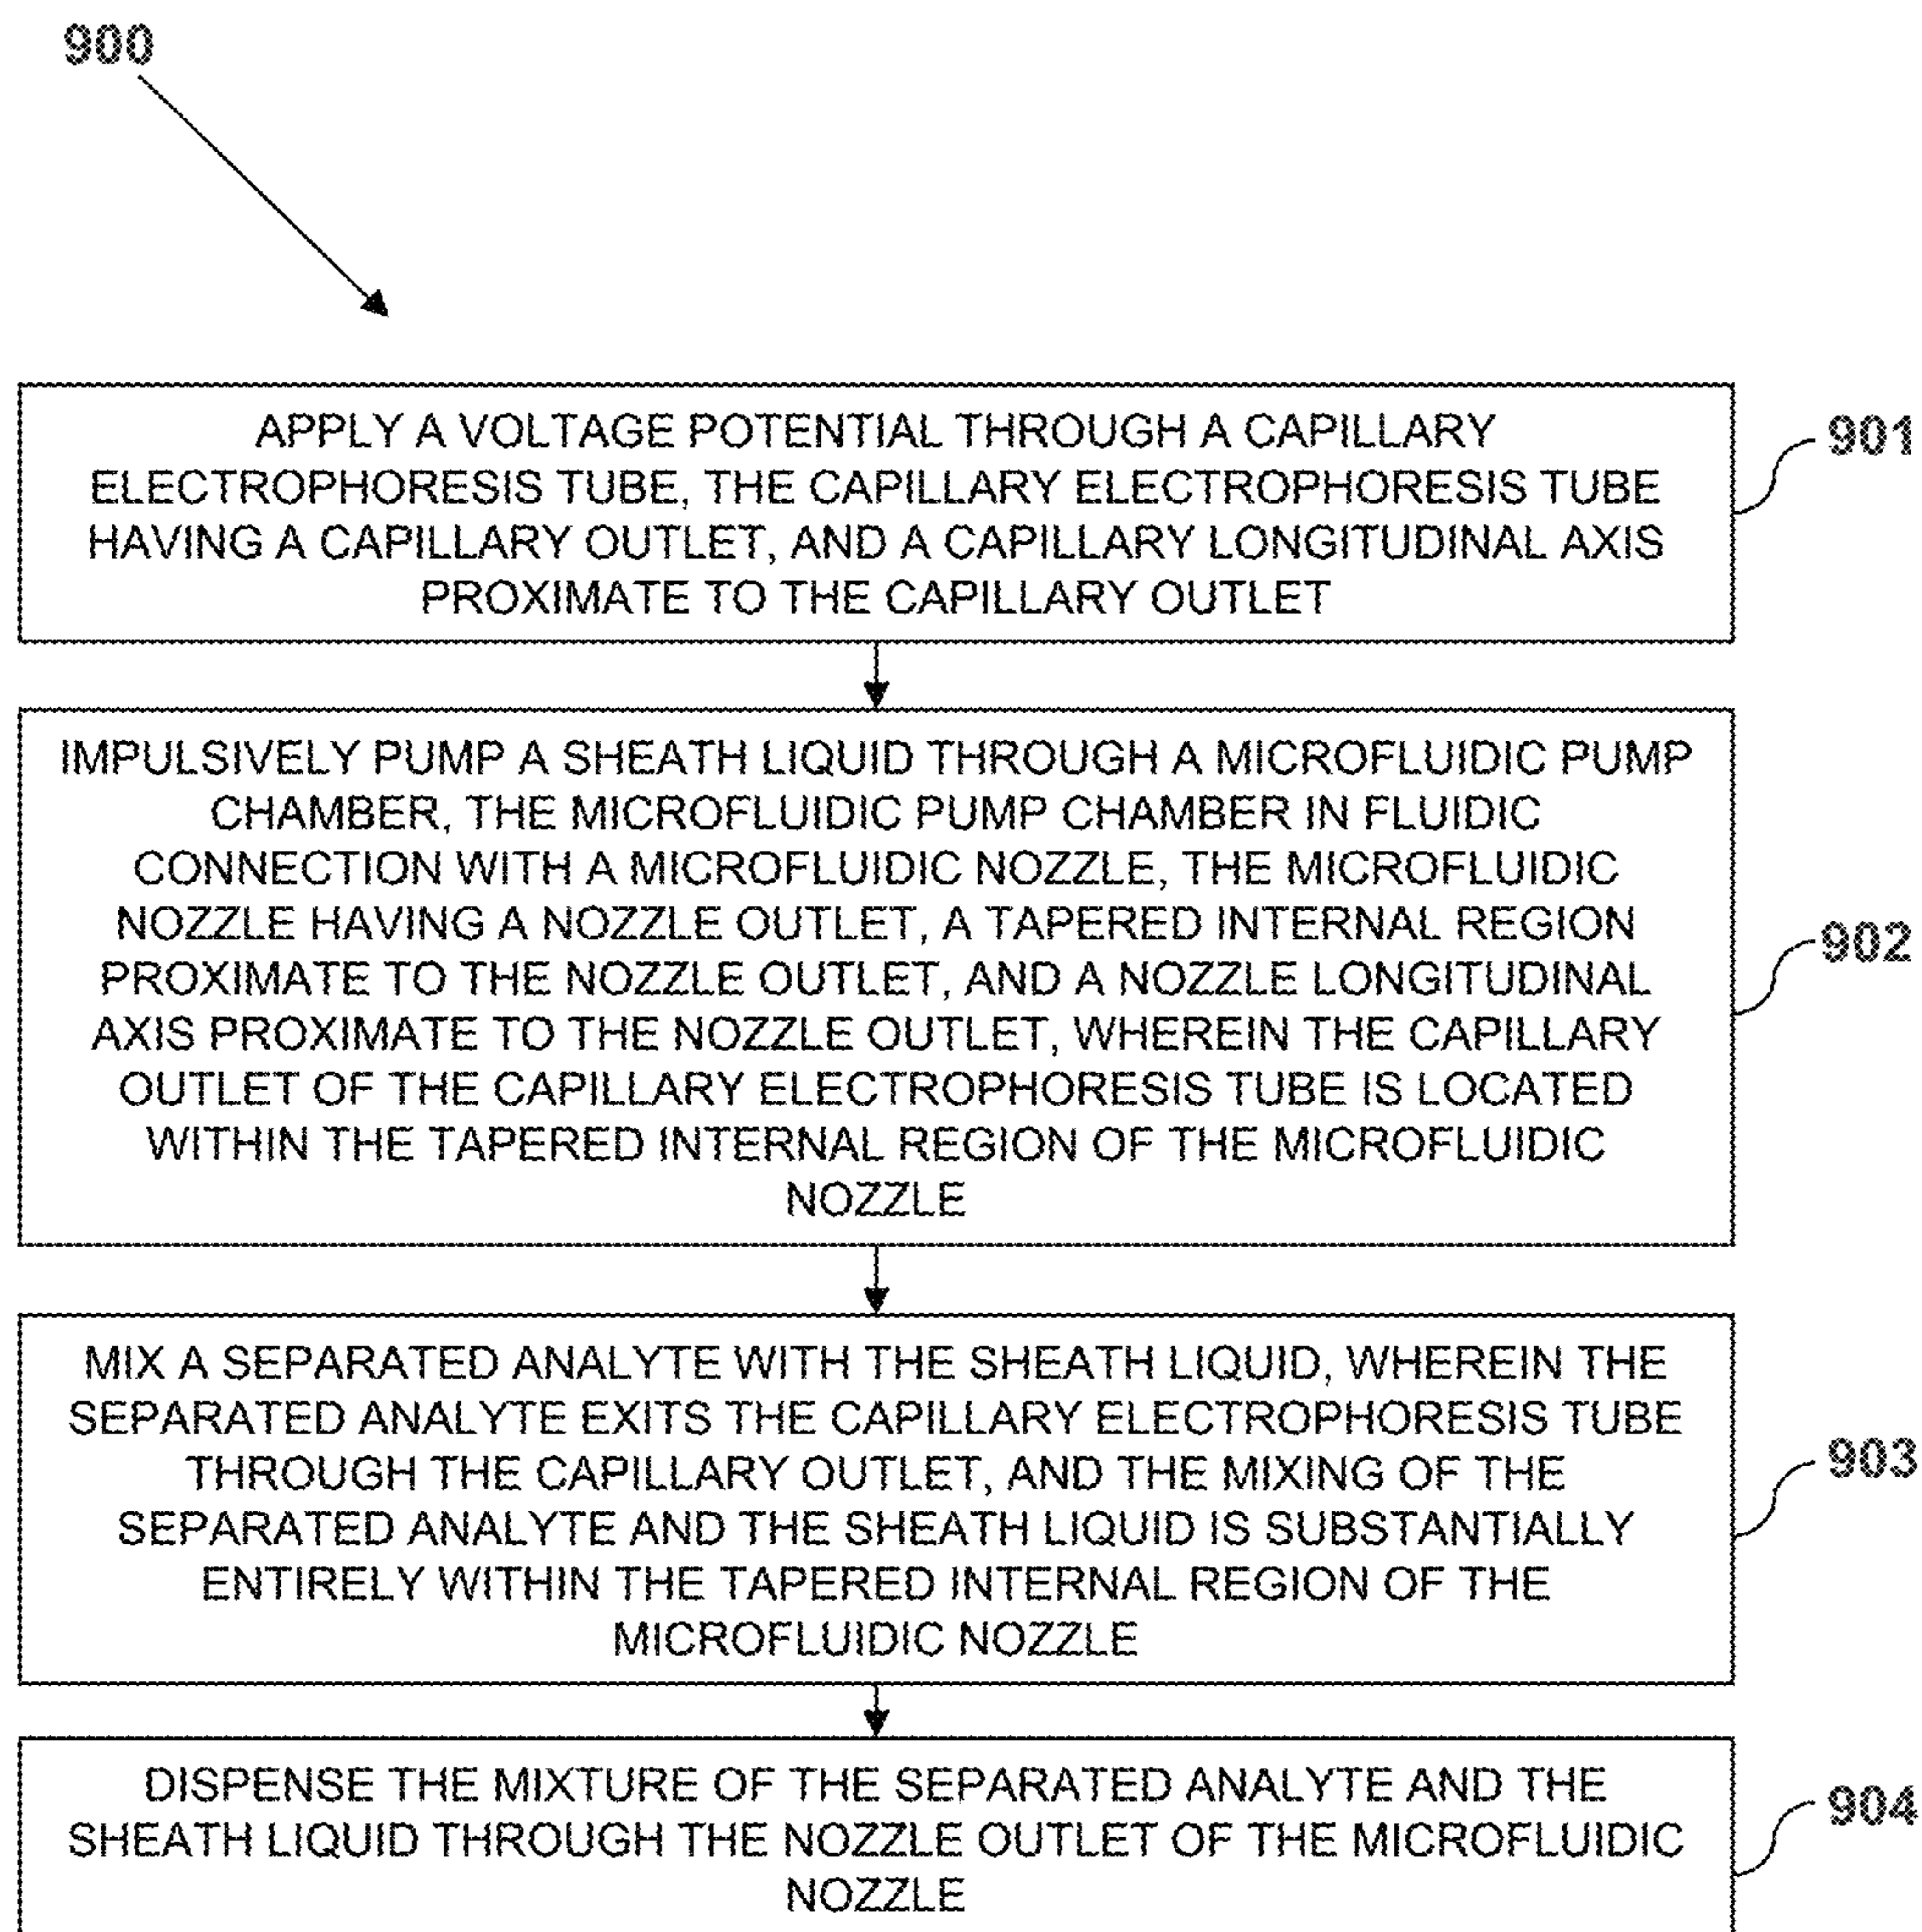 900
APPLY A VOLTAGE POTENTIAL THROUGH A CAPILLARY
ELECTROPHORESIS TUBE, THE CAPILLARY ELECTROPHORESIS TUBE
HAVING A CAPILLARY OUTLET, AND A CAPILLARY LONGITUDINAL AXIS
PROXIMATE TO THE CAPILLARY OUTLET
901
IMPULSIVELY PUMP A SHEATH LIQUID THROUGH A MICROFLUIDIC PUMP
CHAMBER, THE MICROFLUIDIC PUMP CHAMBER IN FLUIDIC
CONNECTION WITH A MICROFLUIDIC NOZZLE, THE MICROFLUIDIC
NOZZLE HAVING A NOZZLE OUTLET, A TAPERED INTERNAL REGION
PROXIMATE TO THE NOZZLE OUTLET, AND A NOZZLE LONGITUDINAL
AXIS PROXIMATE TO THE NOZZLE OUTLET, WHEREIN THE CAPILLARY
OUTLET OF THE CAPILLARY ELECTROPHORESIS TUBE IS LOCATED
WITHIN THE TAPERED INTERNAL REGION OF THE MICROFLUIDIC
NOZZLE
902
MIX A SEPARATED ANALYTE WITH THE SHEATH LIQUID, WHEREIN THE
SEPARATED ANALYTE EXITS THE CAPILLARY ELECTROPHORESIS TUBE
THROUGH THE CAPILLARY OUTLET, AND THE MIXING OF THE
SEPARATED ANALYTE AND THE SHEATH LIQUID IS SUBSTANTIALLY
ENTIRELY WITHIN THE TAPERED INTERNAL REGION OF THE
MICROFLUIDIC NOZZLE
903
DISPENSE THE MIXTURE OF THE SEPARATED ANALYTE AND THE
SHEATH LIQUID THROUGH THE NOZZLE OUTLET OF THE MICROFLUIDIC
NOZZLE
904